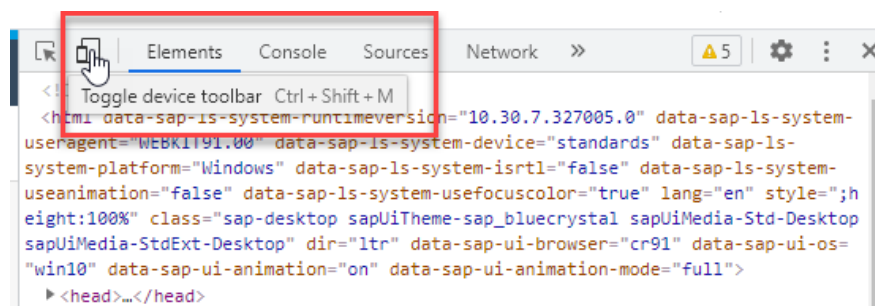 Elements Console Sources Network » 5
Toggle device toolbar Ctrl + Shift + M
<html data-sap-ls-system-runtimeversion="10.30.7.327005.0" data-sap-ls-system-
useragent="WEBKIT91.00" data-sap-ls-system-device="standards" data-sap-ls-
system-platform="Windows" data-sap-ls-system-isrtl="false" data-sap-ls-system-
useanimation="false" data-sap-ls-system-usefocuscolor="true" lang="en" style=";h
eight:100%" class="sap-desktop sapUiTheme-sap_bluecrystal sapUiMedia-Std-Desktop
sapUiMedia-StdExt-Desktop" dir="ltr" data-sap-ui-browser="cr91" data-sap-ui-os=
"win10" data-sap-ui-animation="on" data-sap-ui-animation-mode="full">
<head>…</head>